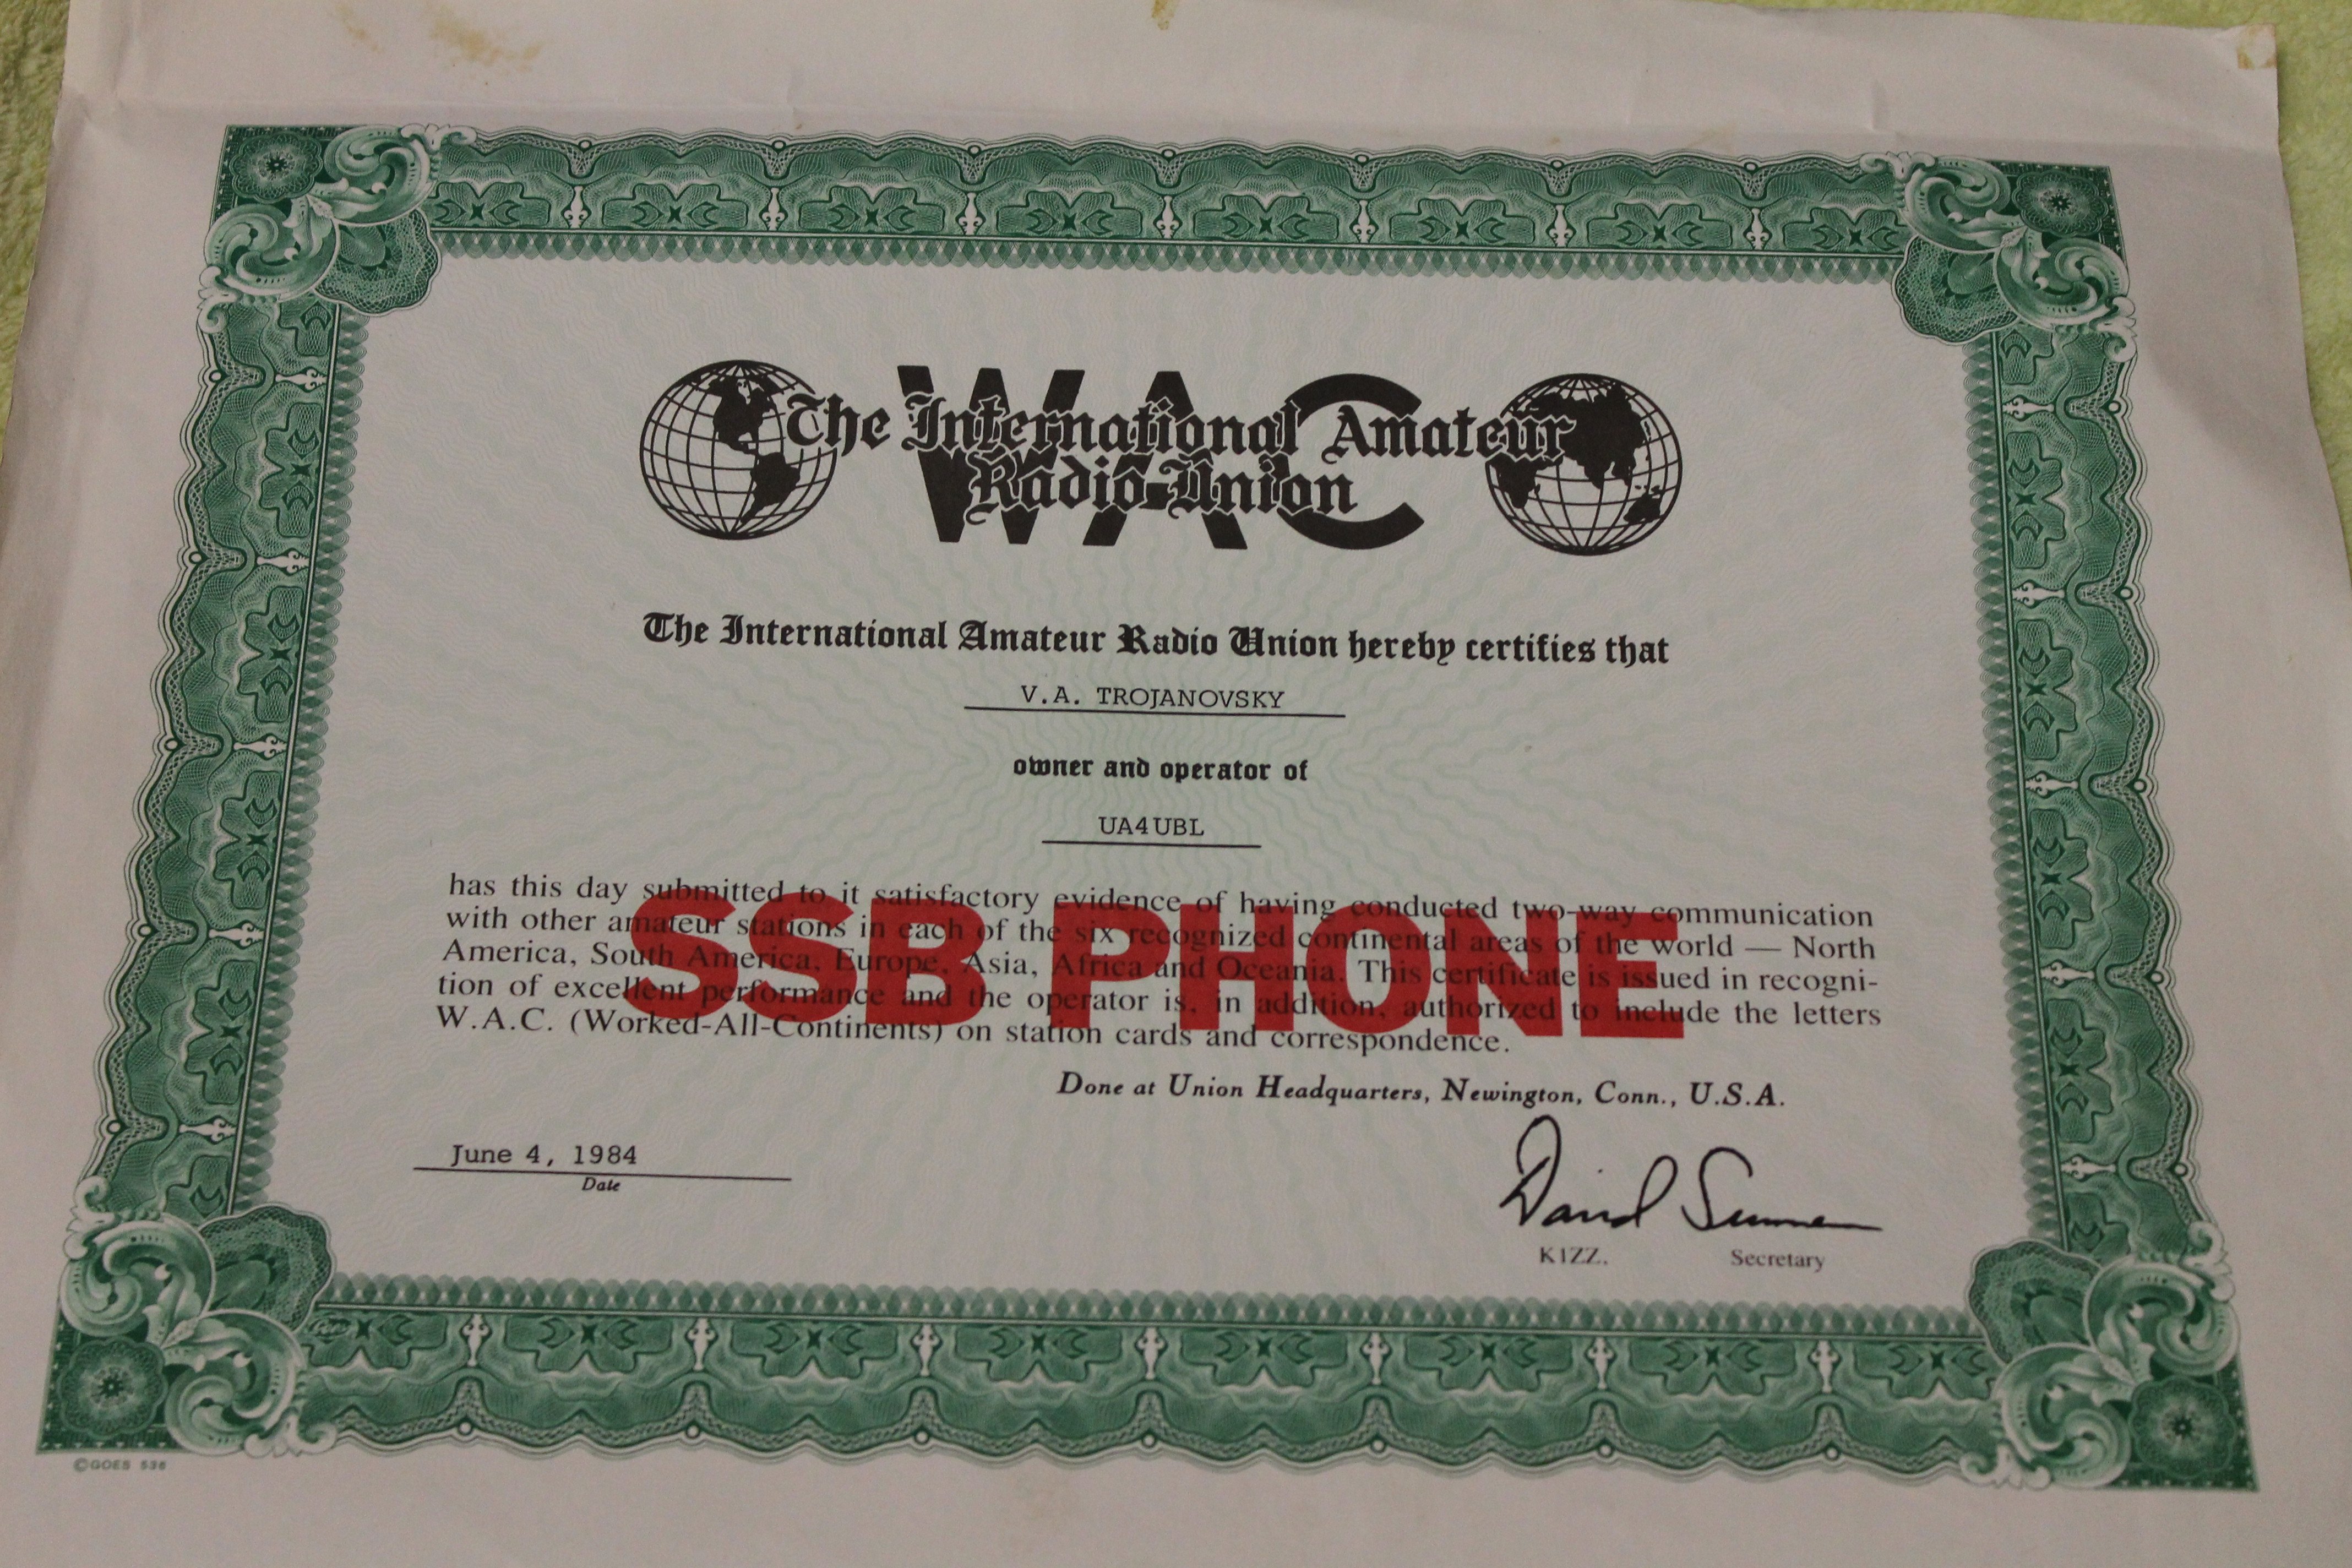 WAC
The International Amateur
Radio Union
The International Amateur Radio Union hereby certifies that
V.A. TROJANOVSKY
owner and operator of
UA4UBL
has this day submitted to it satisfactory evidence of having conducted two-way communication
with other amateur stations in each of the six recognized continental areas of the world — North
America, South America, Europe, Asia, Africa and Oceania. This certificate is issued in recogni-
tion of excellent performance and the operator is, in addition, authorized to include the letters
W.A.C. (Worked-All-Continents) on station cards and correspondence.
SSB PHONE
Done at Union Headquarters, Newington, Conn., U.S.A.
June 4, 1984
Date
David Sumner
K1ZZ. Secretary
©GOES 536